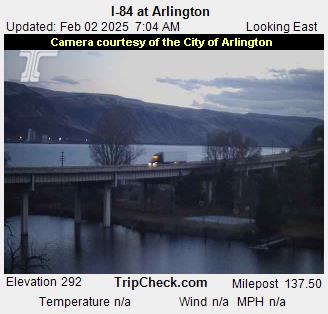 I-84 at Arlington
Updated: Feb 02 2025 7:04 AM Looking East
Camera courtesy of the City of Arlington
Elevation 292 TripCheck.com Milepost 137.50
Temperature n/a Wind n/a MPH n/a